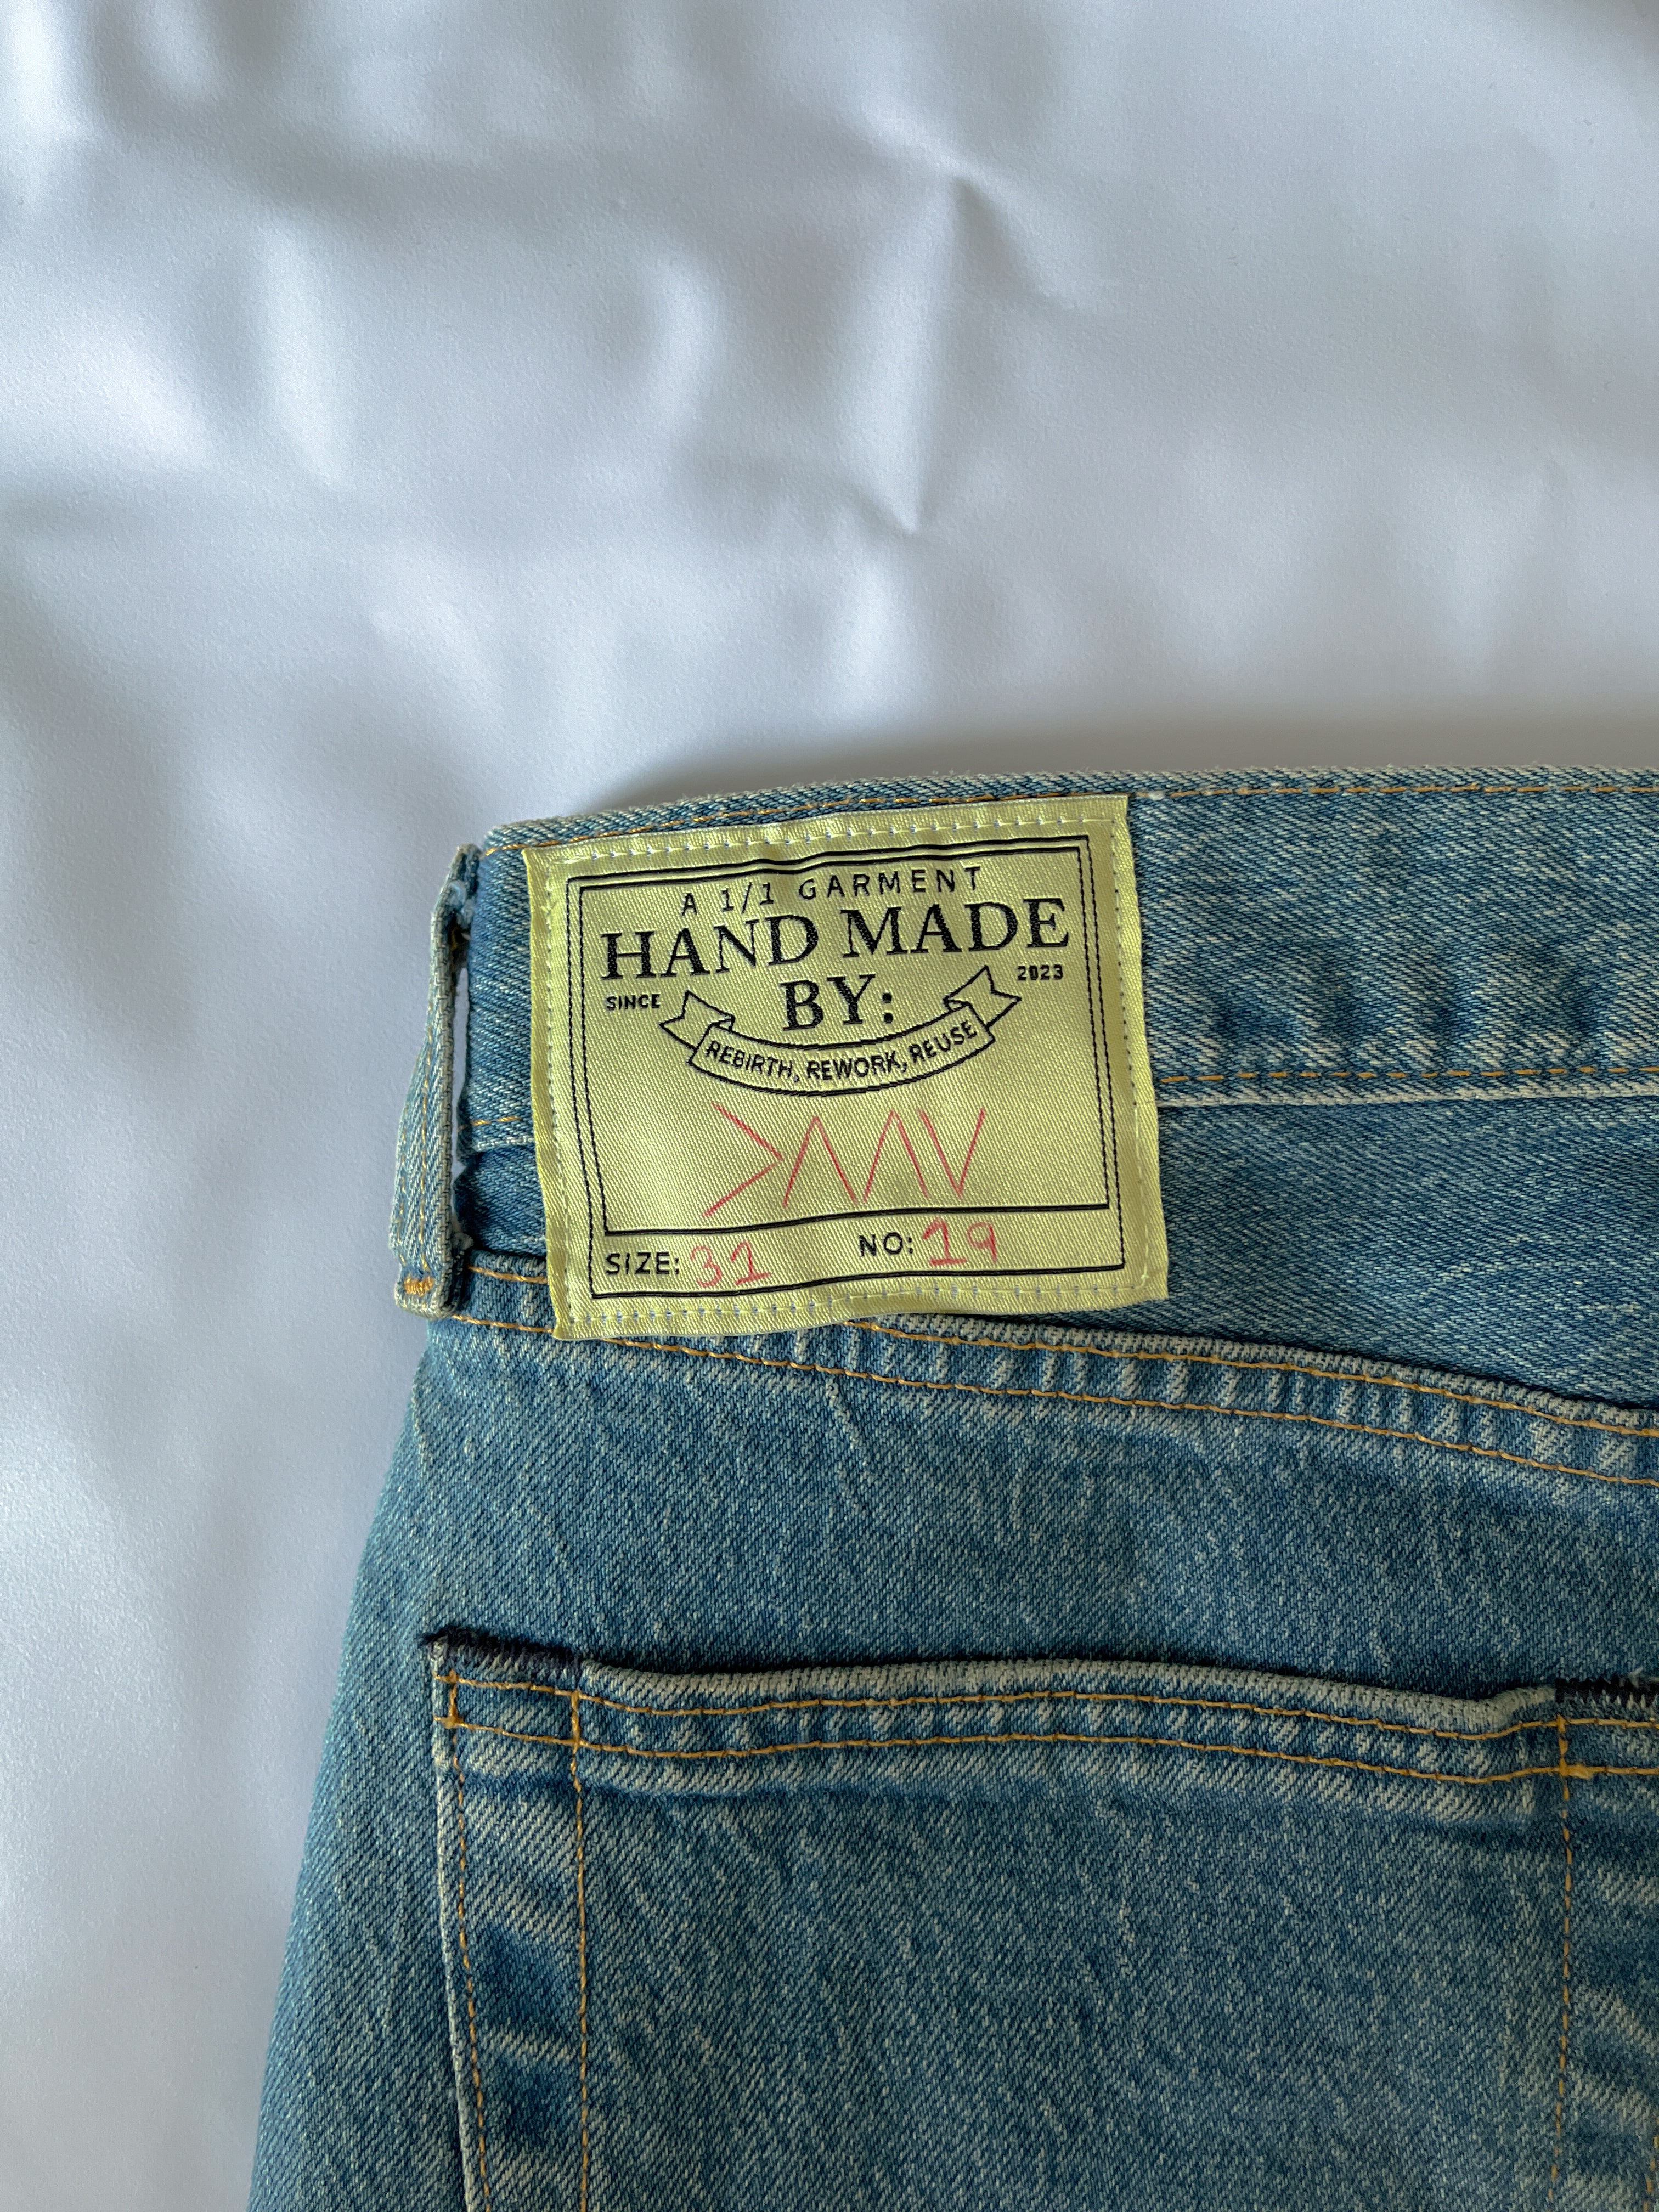 A 1/1 GARMENT
HAND MADE
BY:
SINCE 2023
REBIRTH, REWORK, REUSE
SIZE: 31 NO: 19